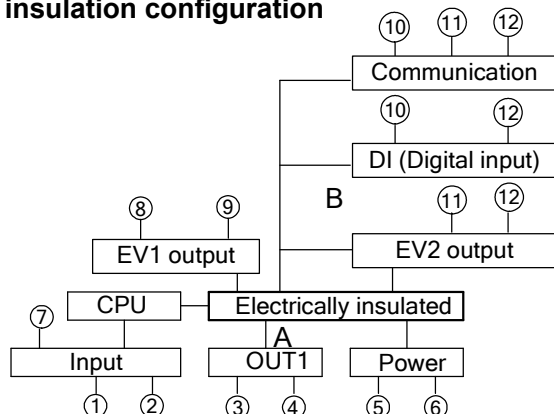 insulation configuration
⑩ ⑪ ⑫
Communication
⑩ ⑫
DI (Digital input)
B
⑪ ⑫
EV2 output
⑧ ⑨
EV1 output
CPU
Electrically insulated
⑦
A
Input
OUT1
Power
① ② ③ ④ ⑤ ⑥